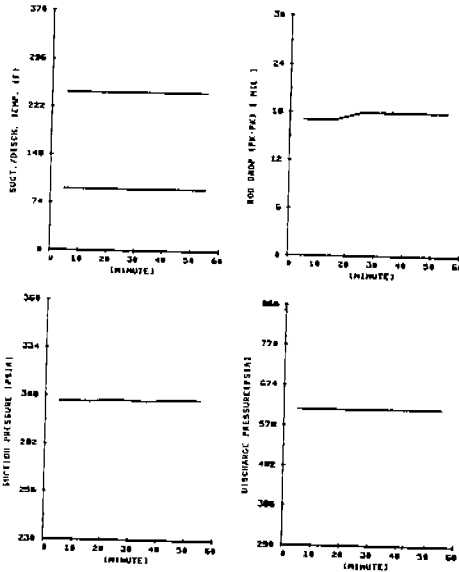 370
296
222
148
74
0
SUCT./DISCH. TEMP. (F)
0 10 20 30 40 50 60
[MINUTE]
30
24
18
12
6
0
ROD DROP (PK-PK) [ MIL ]
0 10 20 30 40 50 60
[MINUTE]
360
334
308
282
256
230
SUCTION PRESSURE [PSIA]
0 10 20 30 40 50 60
[MINUTE]
770
674
578
482
386
290
DISCHARGE PRESSURE[PSIA]
0 10 20 30 40 50 60
[MINUTE]